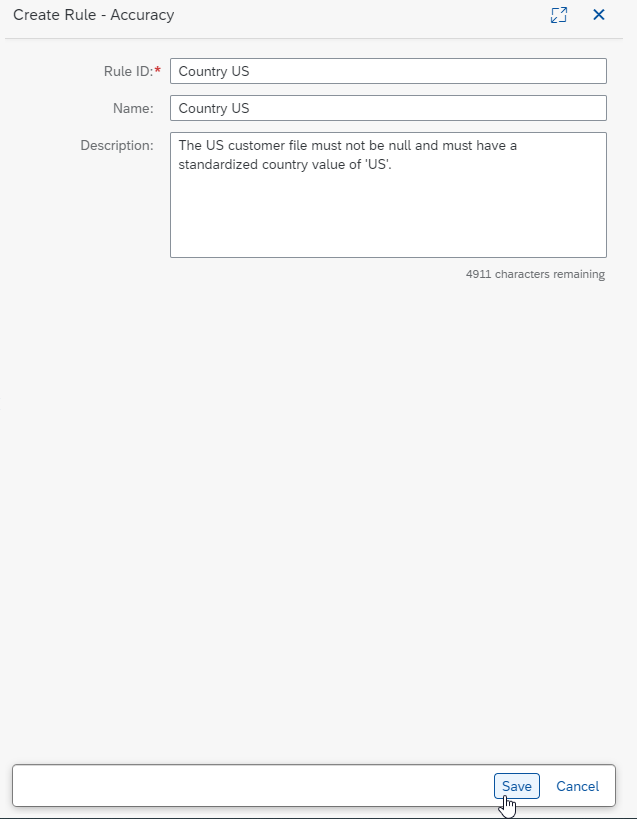 Create Rule - Accuracy
Rule ID:* Country US
Name: Country US
Description: The US customer file must not be null and must have a
standardized country value of 'US'.
4911 characters remaining
Save Cancel